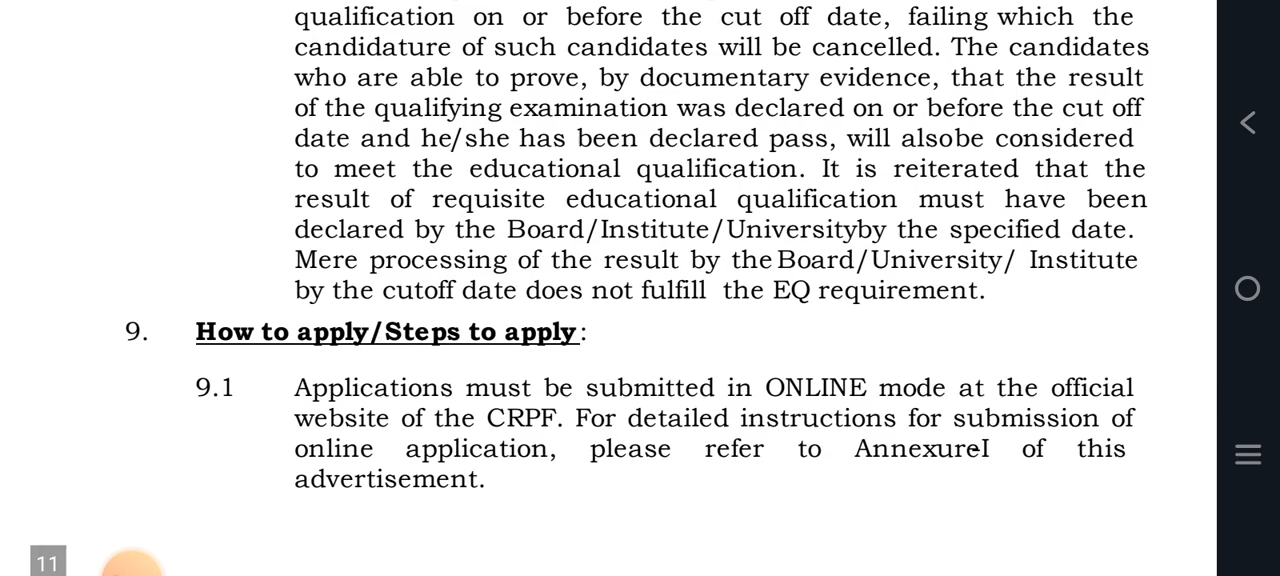 qualification on or before the cut off date, failing which the
candidature of such candidates will be cancelled. The candidates
who are able to prove, by documentary evidence, that the result
of the qualifying examination was declared on or before the cut off
date and he/she has been declared pass, will alsobe considered
to meet the educational qualification. It is reiterated that the
result of requisite educational qualification must have been
declared by the Board/Institute/Universityby the specified date.
Mere processing of the result by the Board/University/ Institute
by the cutoff date does not fulfill the EQ requirement.
9. How to apply/Steps to apply:
9.1 Applications must be submitted in ONLINE mode at the official
website of the CRPF. For detailed instructions for submission of
online application, please refer to Annexure-I of this
advertisement.
11